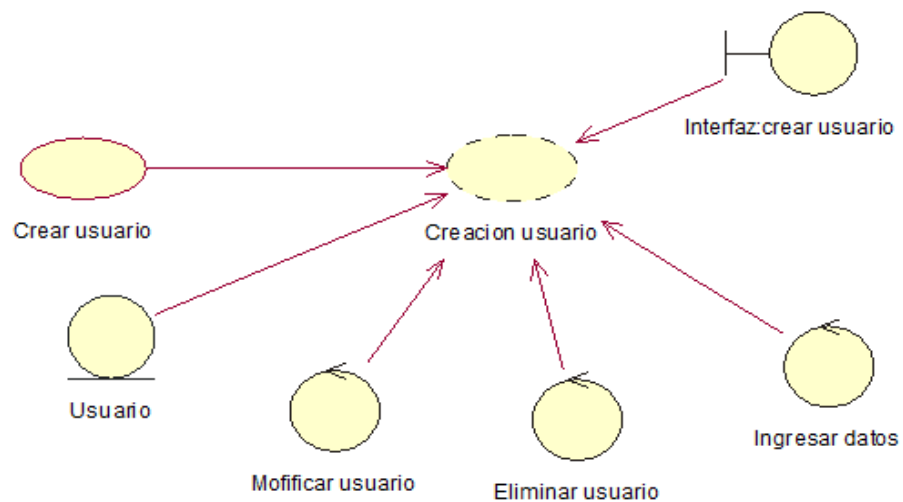 Interfaz:crear usuario
Crear usuario
Creacion usuario
Usuario
Mofificar usuario
Eliminar usuario
Ingresar datos